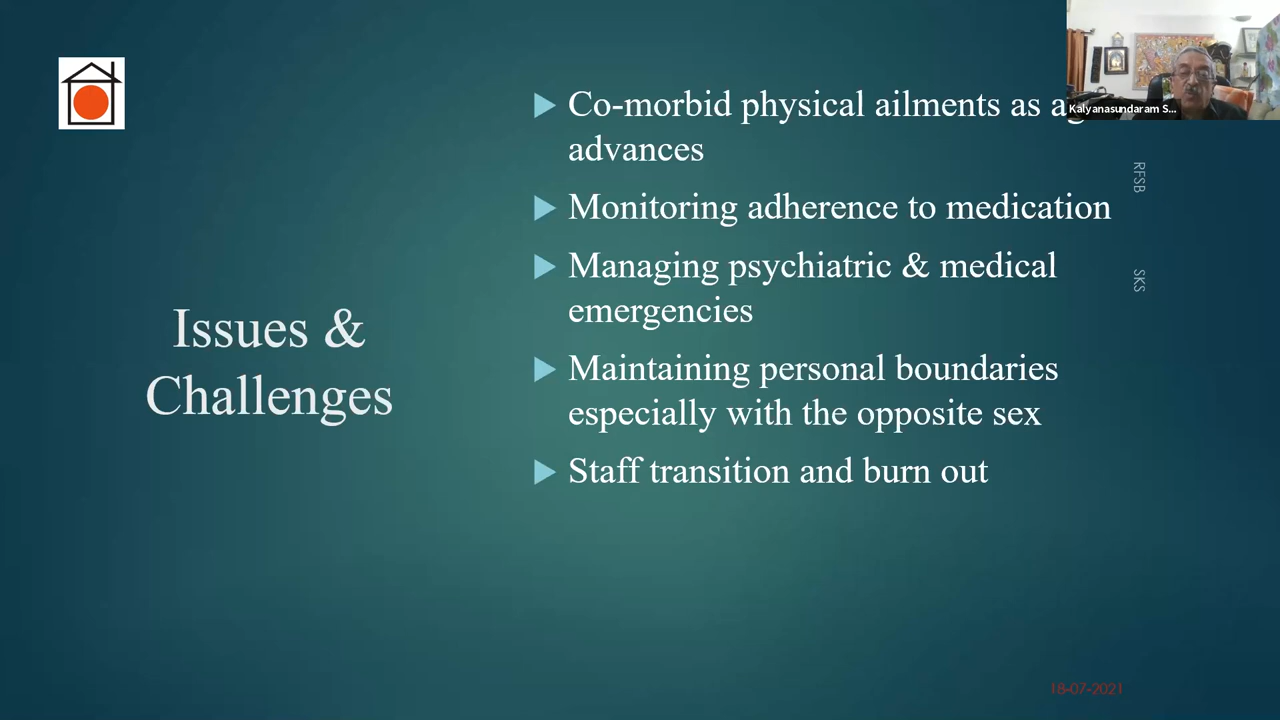 Co-morbid physical ailments as
advances
Monitoring adherence to medication
Managing psychiatric & medical
emergencies
Maintaining personal boundaries
especially with the opposite sex
Staff transition and burn out
Issues &
Challenges
Kalyanasundaram S...
RFSB
SKS
18-07-2021